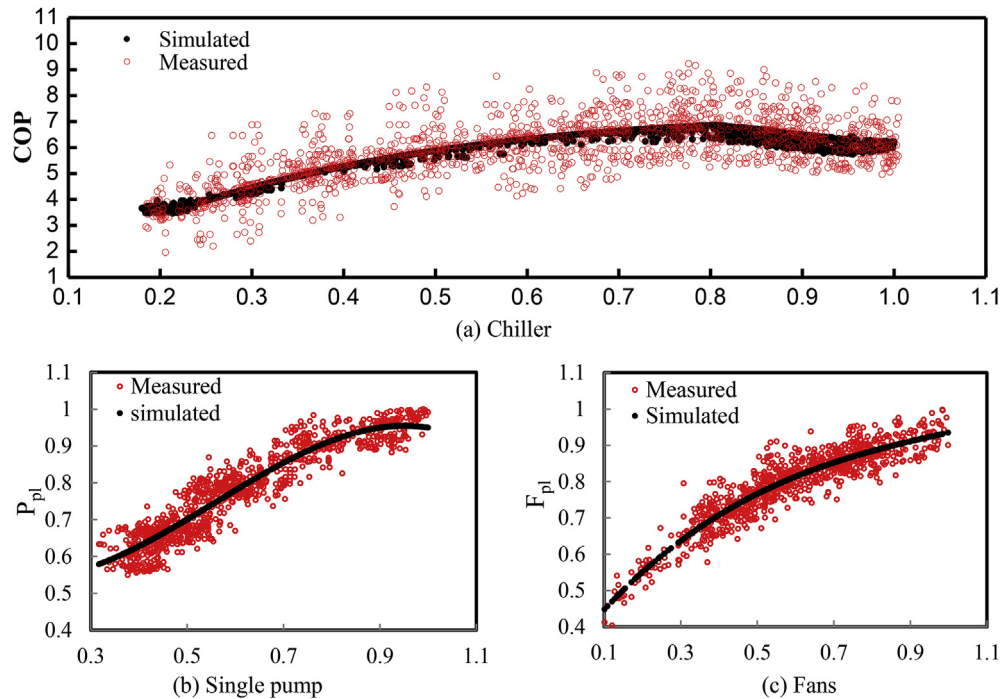 11
10
9
8
7
6
5
4
3
2
1
COP
Simulated
Measured
0.1 0.2 0.3 0.4 0.5 0.6 0.7 0.8 0.9 1.0 1.1
(a) Chiller
1.1
1
0.9
0.8
0.7
0.6
0.5
0.4
P_pl
Measured
simulated
0.3 0.5 0.7 0.9 1.1
(b) Single pump
1.1
1
0.9
0.8
0.7
0.6
0.5
0.4
F_pl
Measured
Simulated
0.1 0.3 0.5 0.7 0.9 1.1
(c) Fans